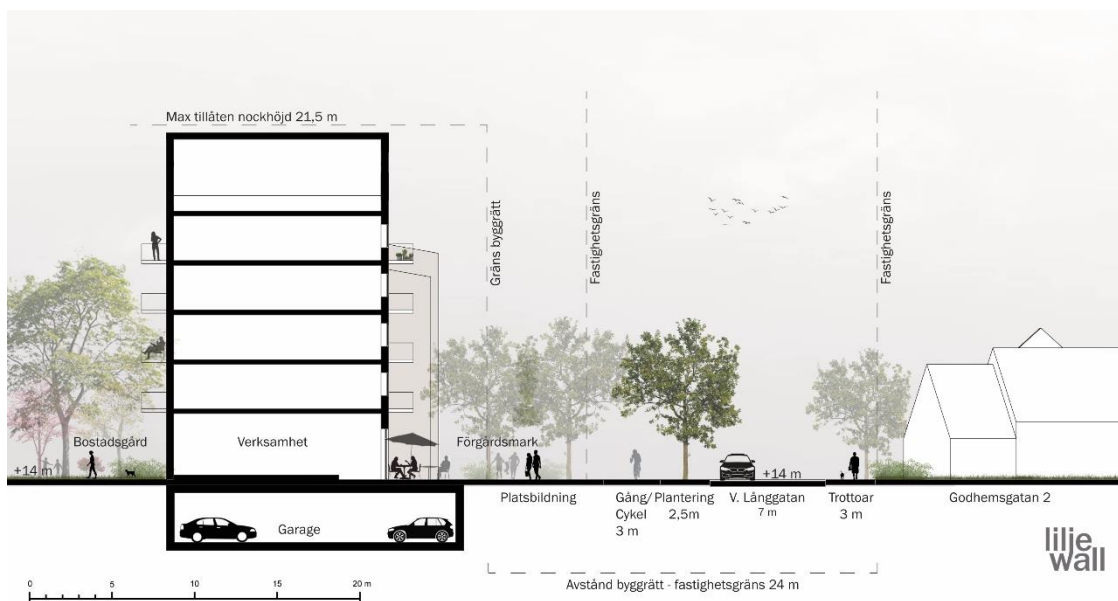 Max tillåten nockhöjd 21,5 m
Gräns byggrätt
Fastighetsgräns
Fastighetsgräns
Bostadsgård
Verksamhet
Förgårdsmark
+14 m
+14 m
Platsbildning
Gång/
Cykel
3 m
Plantering
2,5m
V. Långgatan
7 m
Trottoar
3 m
Godhemsgatan 2
Garage
lilje
wall
Avstånd byggrätt - fastighetsgräns 24 m
0 5 10 15 20 m